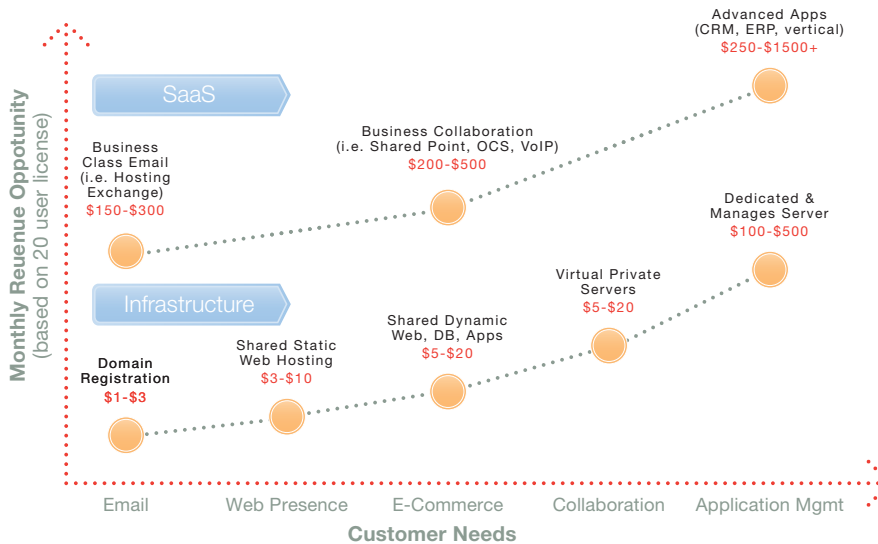 Advanced Apps
(CRM, ERP, vertical)
$250-$1500+
SaaS
Business Collaboration
(i.e. Shared Point, OCS, VoIP)
$200-$500
Business
Class Email
(i.e. Hosting
Exchange)
$150-$300
Dedicated &
Manages Server
$100-$500
Infrastructure
Virtual Private
Servers
$5-$20
Shared Dynamic
Web, DB, Apps
$5-$20
Shared Static
Web Hosting
$3-$10
Domain
Registration
$1-$3
Monthly Reuenue Oppotunity
(based on 20 user license)
Email
Web Presence
E-Commerce
Collaboration
Application Mgmt
Customer Needs